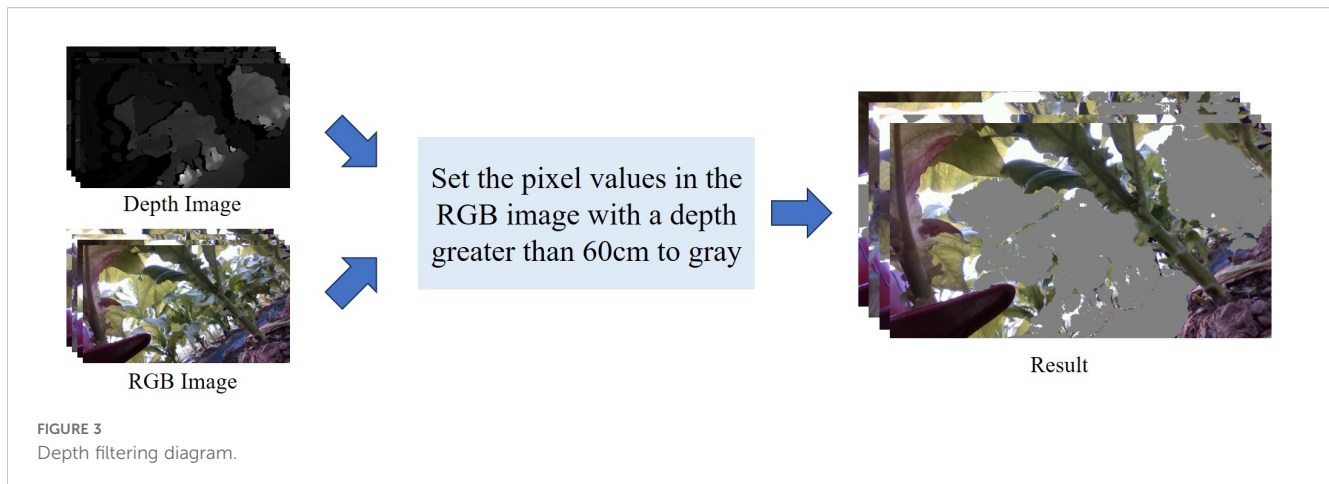 Depth Image
RGB Image
Set the pixel values in the
RGB image with a depth
greater than 60cm to gray
Result
FIGURE 3
Depth filtering diagram.